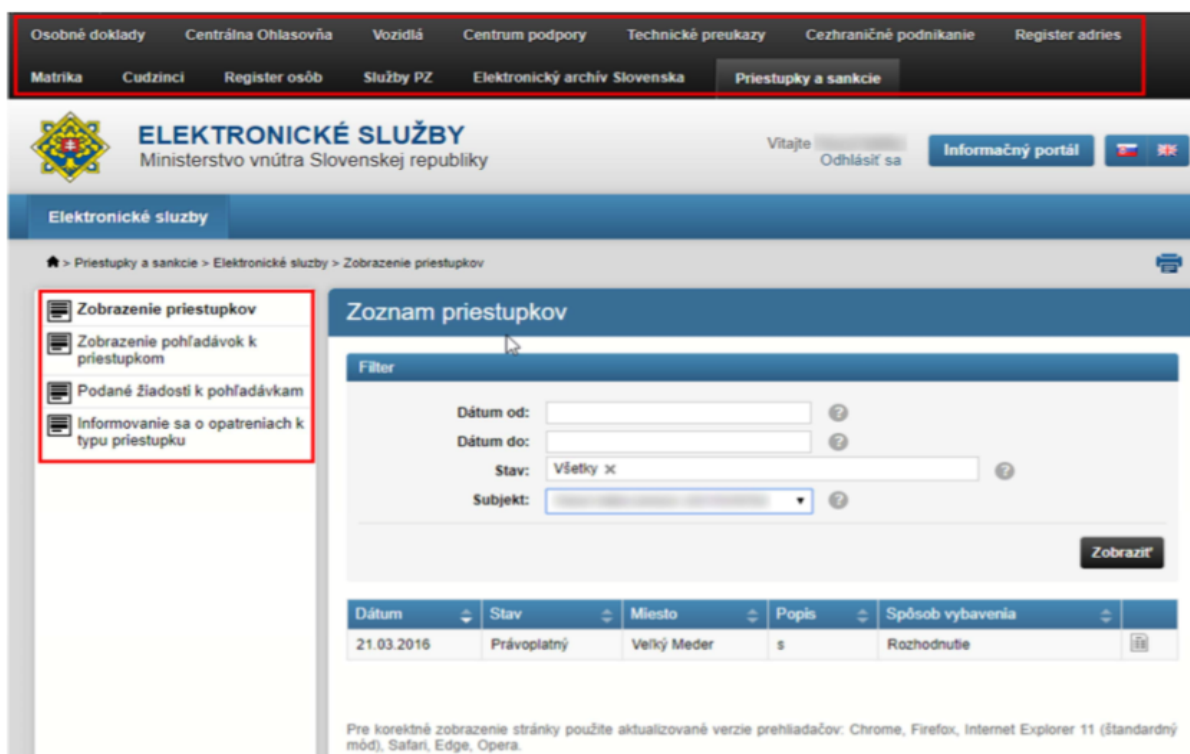 Osobné doklady Centrálna Ohlasovňa Vozidlá Centrum podpory Technické preukazy Cezhraničné podnikanie Register adries
Matrika Cudzinci Register osôb Služby PZ Elektronický archív Slovenska Priestupky a sankcie
ELEKTRONICKÉ SLUŽBY
Ministerstvo vnútra Slovenskej republiky
Vitajte
Odhlásiť sa
Informačný portál
Elektronické sluzby
> Priestupky a sankcie > Elektronické sluzby > Zobrazenie priestupkov
Zobrazenie priestupkov
Zobrazenie pohľadávok k
priestupkom
Podané žiadosti k pohľadávkam
Informovanie sa o opatreniach k
typu priestupku
Zoznam priestupkov
Filter
Dátum od:
Dátum do:
Stav: Všetky ×
Subjekt:
Zobraziť
Dátum Stav Miesto Popis Spôsob vybavenia
21.03.2016 Právoplatný Veľký Meder s Rozhodnutie
Pre korektné zobrazenie stránky použite aktualizované verzie prehliadačov: Chrome, Firefox, Internet Explorer 11 (štandardný
mód), Safari, Edge, Opera.